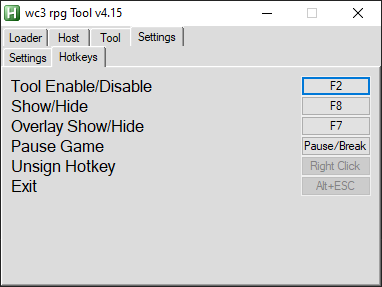 wc3 rpg Tool v4.15
Loader Host Tool Settings
Settings Hotkeys
Tool Enable/Disable F2
Show/Hide F8
Overlay Show/Hide F7
Pause Game Pause/Break
Unsign Hotkey Right Click
Exit Alt+ESC